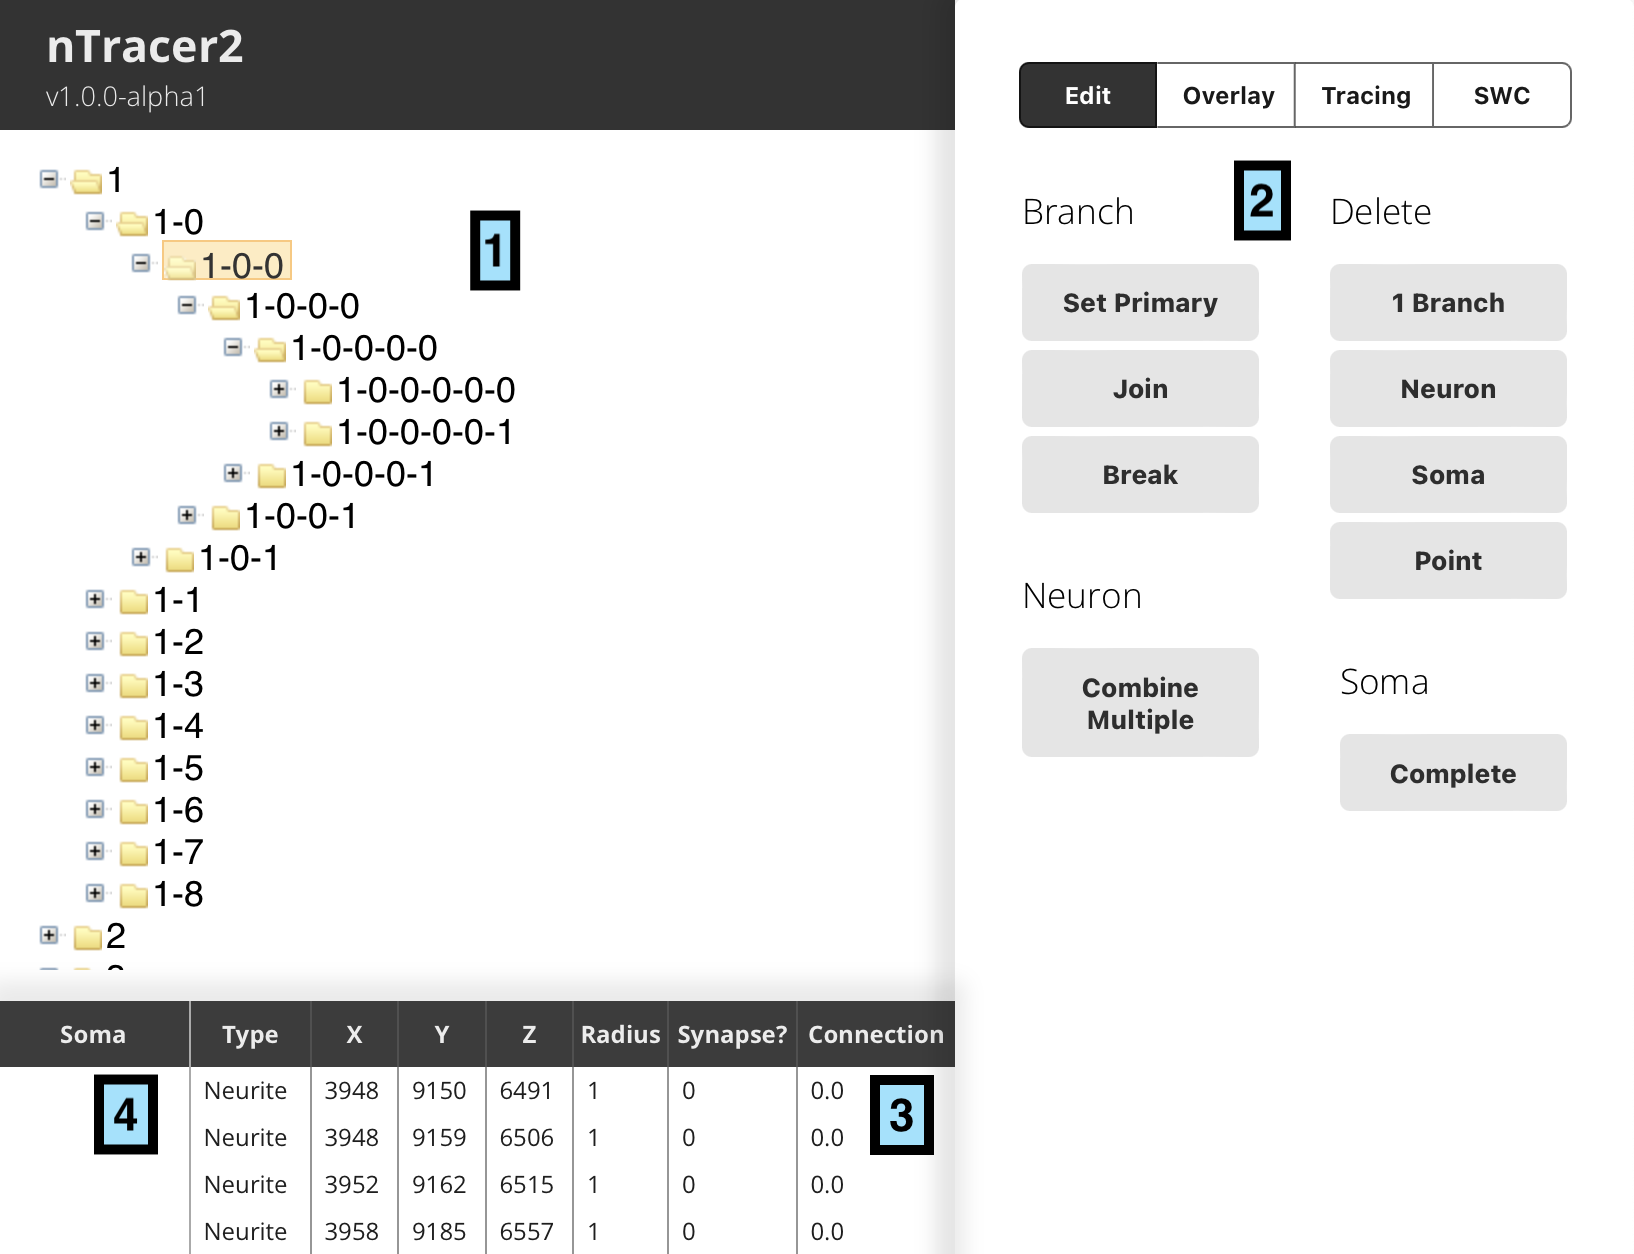 nTracer2
v1.0.0-alpha1
1
1-0
1-0-0
1-0-0-0
1-0-0-0-0
1-0-0-0-0-0
1-0-0-0-0-1
1-0-0-0-1
1-0-0-1
1-0-1
1-1
1-2
1-3
1-4
1-5
1-6
1-7
1-8
2
1
Edit Overlay Tracing SWC
2
Branch
Set Primary
Join
Break
Neuron
Combine
Multiple
Delete
1 Branch
Neuron
Soma
Point
Soma
Complete
Soma Type X Y Z Radius Synapse? Connection
4
Neurite 3948 9150 6491 1 0 0.0
Neurite 3948 9159 6506 1 0 0.0
Neurite 3952 9162 6515 1 0 0.0
Neurite 3958 9185 6557 1 0 0.0
3